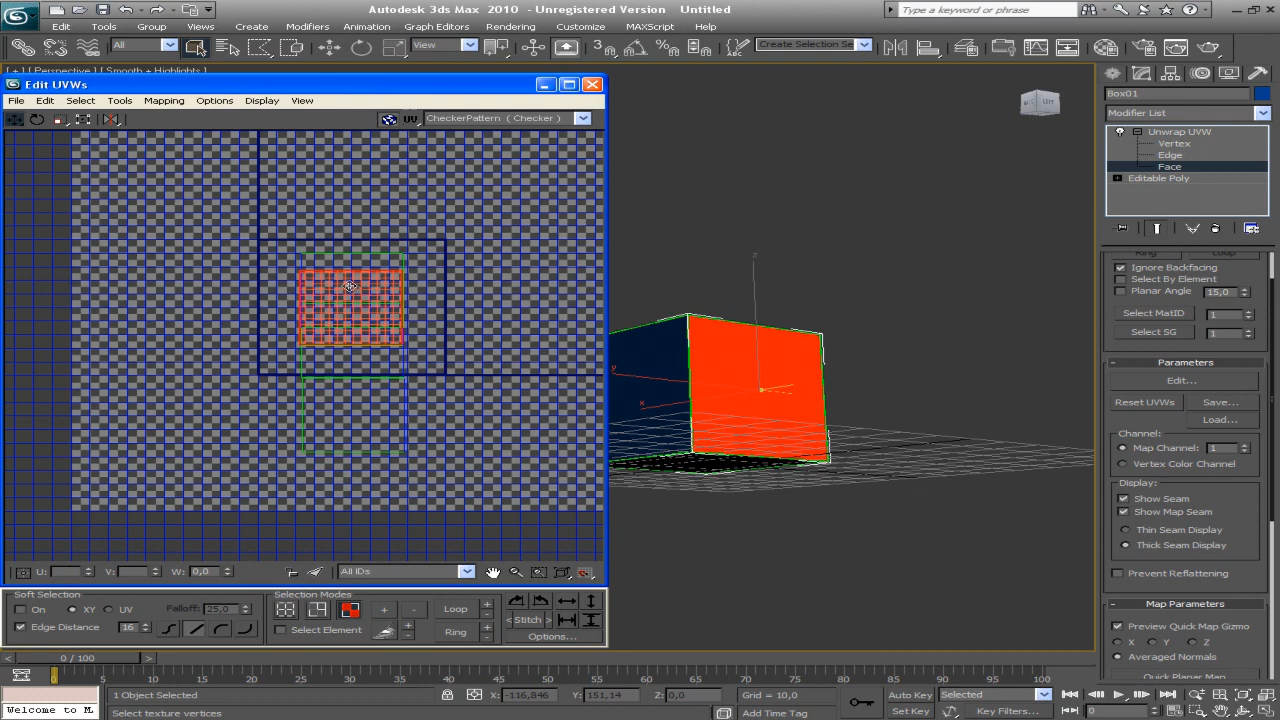 Autodesk 3ds Max 2010 - Unregistered Version    Untitled
Type a keyword or phrase
Edit Tools Group Views Create Modifiers Animation Graph Editors Rendering Customize MAXScript Help
All View Create Selection Se
[ + ] [ Perspective ] [ Smooth + Highlights ]
Edit UVWs
File Edit Select Tools Mapping Options Display View
UV CheckerPattern ( Checker )
U: V: W: 0,0 All IDs
Soft Selection
On XY UV Falloff: 25,0
Edge Distance 16
Selection Modes
+ - Loop
Select Element Ring
< Stitch >
Options...
z
y
x
Box01
Modifier List
Unwrap UVW
Vertex
Edge
Face
Editable Poly
Ring Loop
Ignore Backfacing
Select By Element
Planar Angle 15,0
Select MatID 1
Select SG 1
Parameters
Edit...
Reset UVWs Save...
Load...
Channel:
Map Channel: 1
Vertex Color Channel
Display:
Show Seam
Show Map Seam
Thin Seam Display
Thick Seam Display
Prevent Reflattening
Map Parameters
Preview Quick Map Gizmo
X Y Z
Averaged Normals
Quick Planar Map
< 0 / 100 >
0 5 10 15 20 25 30 35 40 45 50 55 60 65 70 75 80 85 90 95 100
1 Object Selected X: -116,846 Y: 151,14 Z: 0,0 Grid = 10,0 Auto Key Selected
Welcome to M. Select texture vertices Add Time Tag Set Key Key Filters... 0